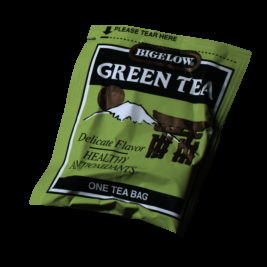 PLEASE TEAR HERE
BIGELOW
GREEN TEA
Delicate Flavor
HEALTHY
ANTIOXIDANTS
ONE TEA BAG